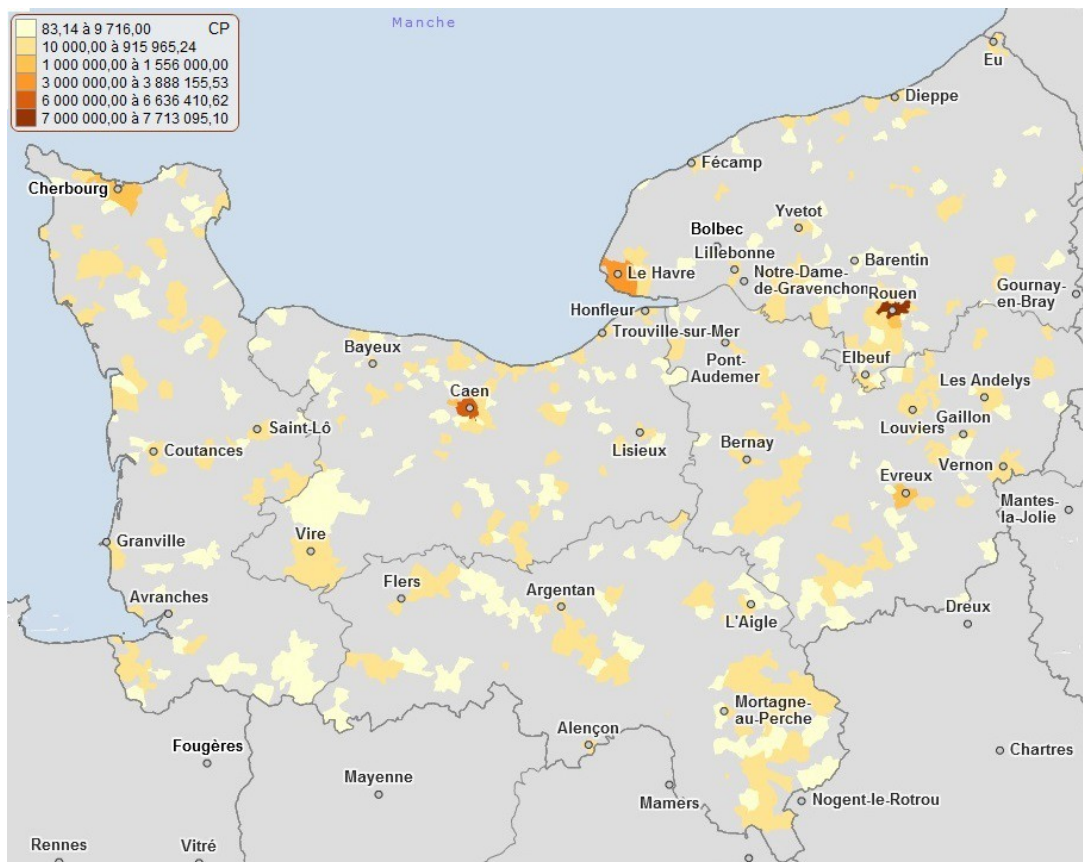 83,14 à 9 716,00 CP
10 000,00 à 915 965,24
1 000 000,00 à 1 556 000,00
3 000 000,00 à 3 888 155,53
6 000 000,00 à 6 636 410,62
7 000 000,00 à 7 713 095,10
Manche
Eu
Dieppe
Fécamp
Cherbourg
Yvetot
Bolbec
Lillebonne
Barentin
Le Havre
Notre-Dame-
de-Gravenchon
Rouen
Gournay-
en-Bray
Honfleur
Trouville-sur-Mer
Bayeux
Pont-
Audemer
Elbeuf
Les Andelys
Caen
Louviers
Gaillon
Saint-Lô
Coutances
Lisieux
Bernay
Vernon
Evreux
Mantes-
la-Jolie
Granville
Vire
Flers
Argentan
Avranches
L'Aigle
Dreux
Mortagne-
au-Perche
Alençon
Fougères
Chartres
Mayenne
Mamers
Nogent-le-Rotrou
Rennes
Vitré